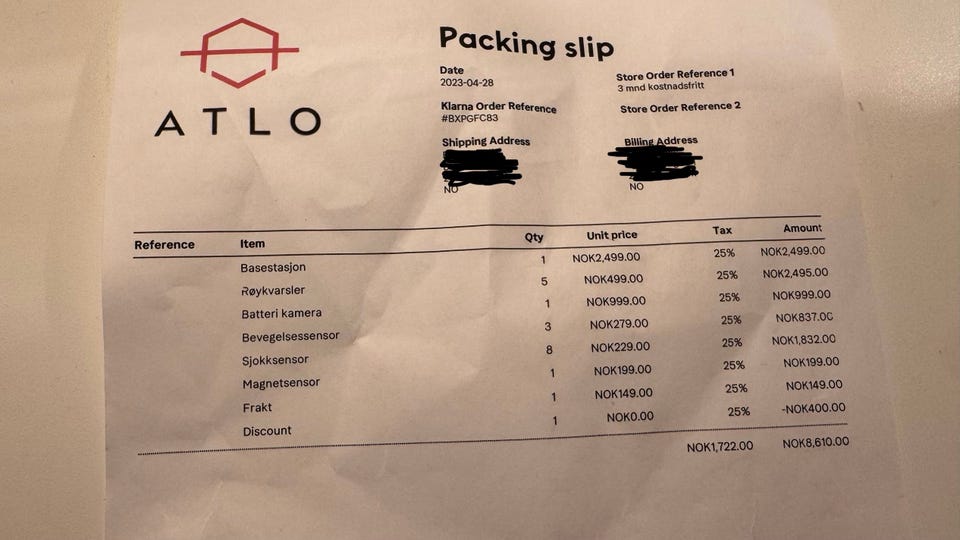 ATLO
Packing slip
Date
2023-04-28
Store Order Reference 1
3 mnd kostnadsfritt
Klarna Order Reference
#BXPGFC83
Store Order Reference 2
Shipping Address
NO
Billing Address
NO
Reference Item Qty Unit price Tax Amount
Basestasjon 1 NOK2,499.00 25% NOK2,499.00
Røykvarsler 5 NOK499.00 25% NOK2,495.00
Batteri kamera 1 NOK999.00 25% NOK999.00
Bevegelsessensor 3 NOK279.00 25% NOK837.00
Sjokksensor 8 NOK229.00 25% NOK1,832.00
Magnetsensor 1 NOK199.00 25% NOK199.00
Frakt 1 NOK149.00 25% NOK149.00
Discount 1 NOK0.00 25% -NOK400.00
NOK1,722.00 NOK8,610.00